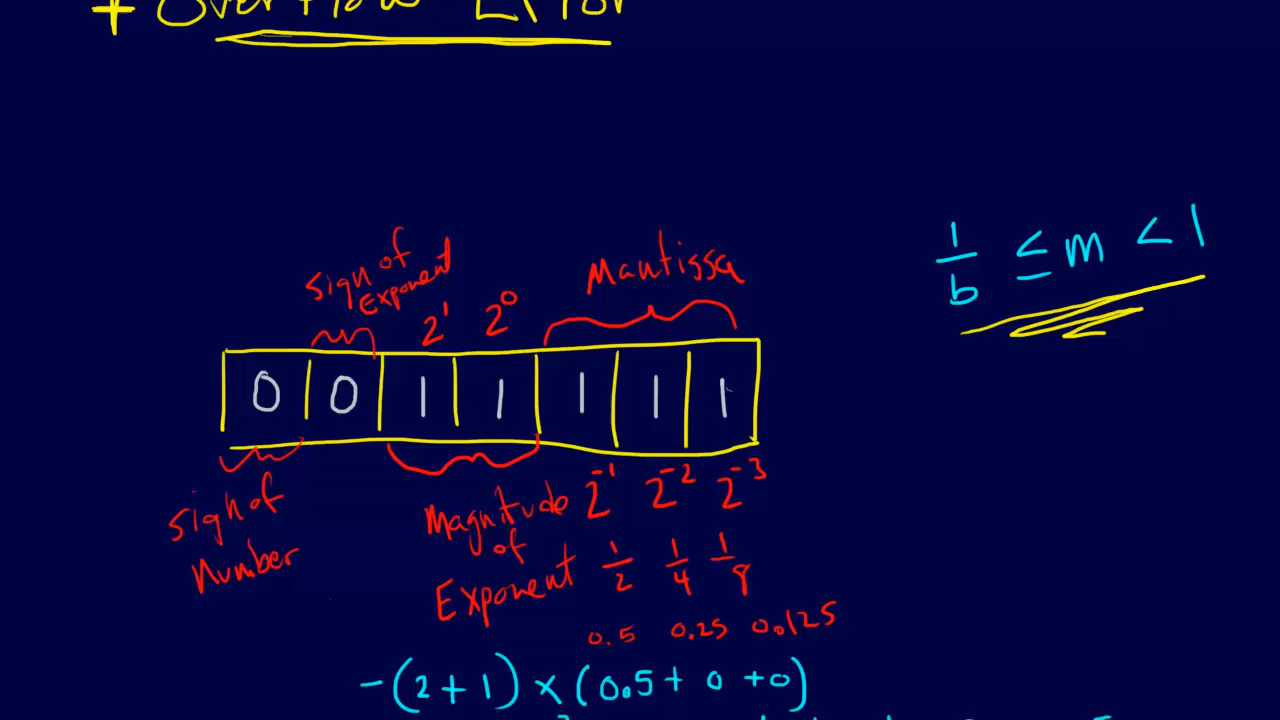 + Overflow Error
1/b ≤ m < 1
Sign of
Exponent
Mantissa
2¹ 2⁰
0 0 1 1 1 1 1
Sign of
Number
Magnitude
of
Exponent
2⁻¹ 2⁻² 2⁻³
1/2 1/4 1/8
0.5 0.25 0.125
-(2+1) × (0.5 + 0 + 0)